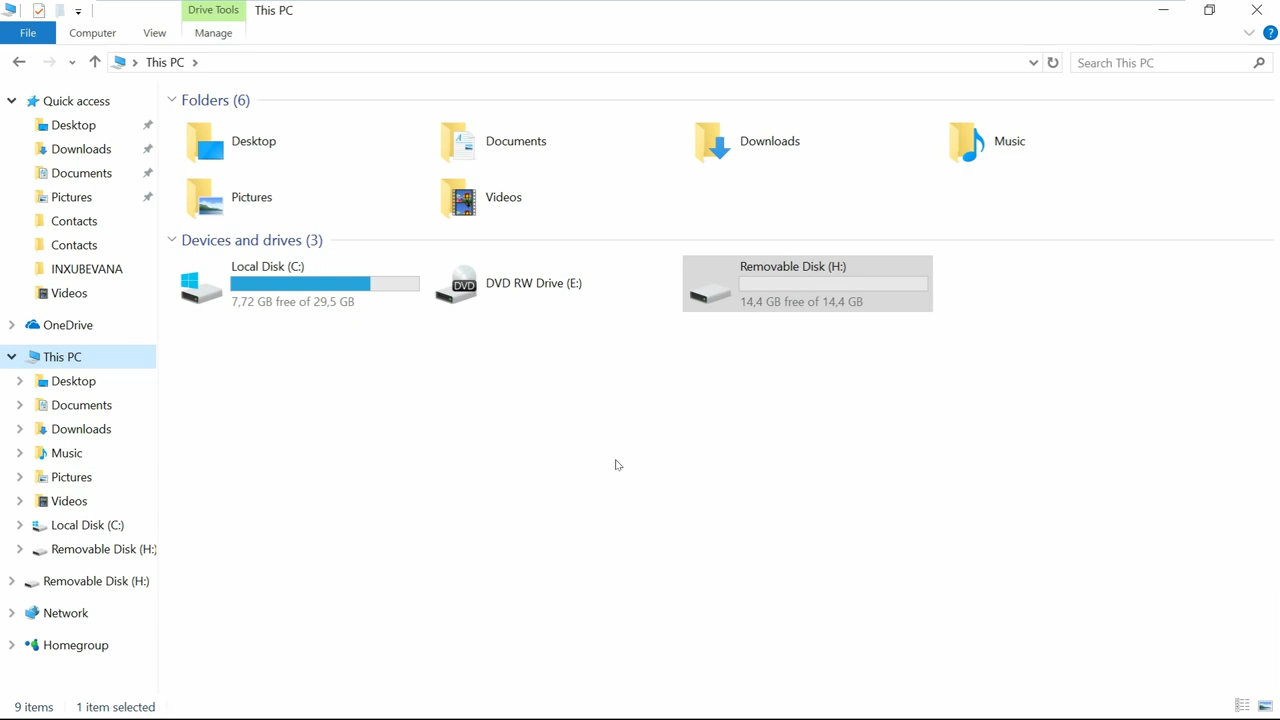 Drive Tools
This PC
File
Computer
View
Manage
?
This PC
Search This PC
Quick access
Desktop
Downloads
Documents
Pictures
Contacts
Contacts
INXUBEVANA
Videos
OneDrive
This PC
Desktop
Documents
Downloads
Music
Pictures
Videos
Local Disk (C:)
Removable Disk (H:)
Removable Disk (H:)
Network
Homegroup
Folders (6)
Desktop
Documents
Downloads
Music
Pictures
Videos
Devices and drives (3)
Local Disk (C:)
7,72 GB free of 29,5 GB
DVD
DVD RW Drive (E:)
Removable Disk (H:)
14,4 GB free of 14,4 GB
9 items
1 item selected